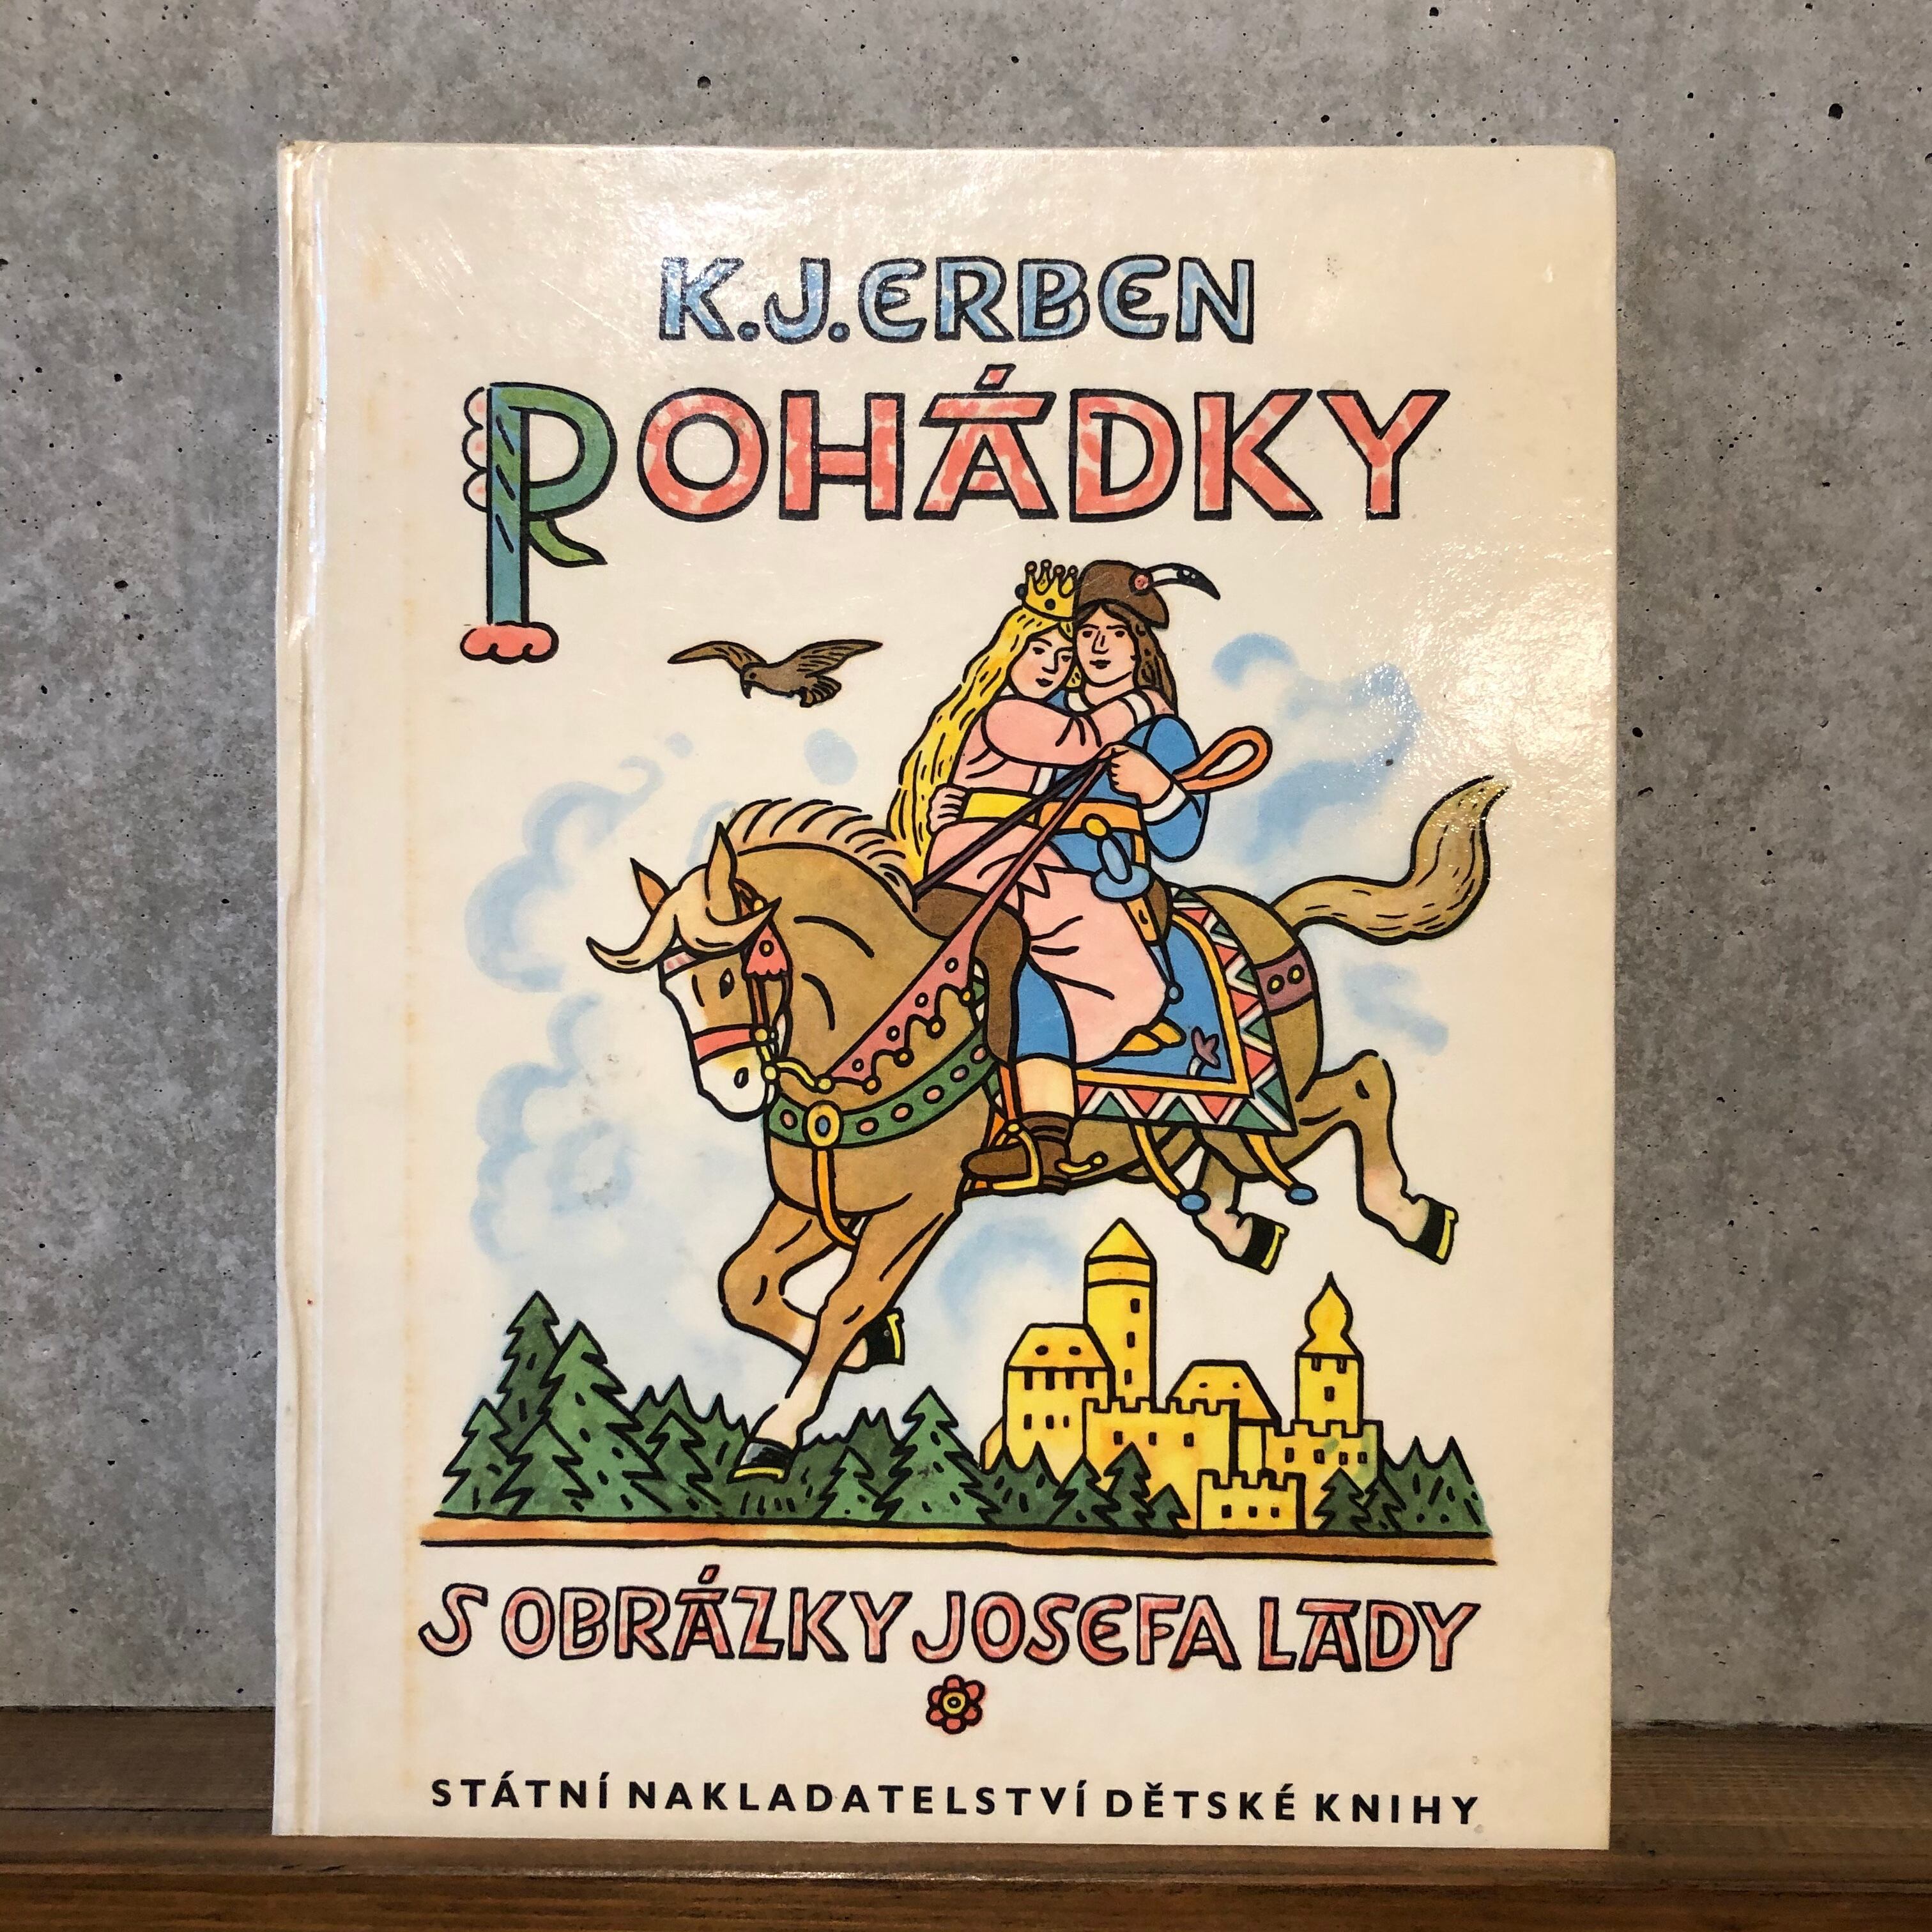 K.J.ERBEN
POHÁDKY
S OBRÁZKY JOSEFA LADY
STÁTNÍ NAKLADATELSTVÍ DĚTSKÉ KNIHY